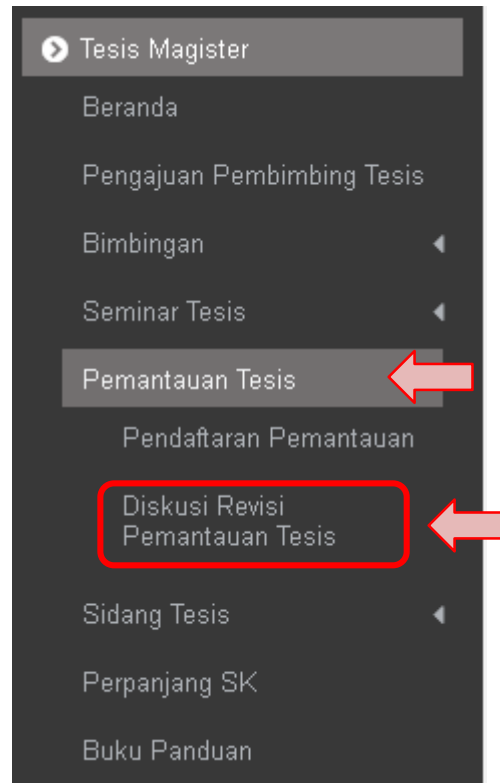 Tesis Magister
Beranda
Pengajuan Pembimbing Tesis
Bimbingan
Seminar Tesis
Pemantauan Tesis
Pendaftaran Pemantauan
Diskusi Revisi
Pemantauan Tesis
Sidang Tesis
Perpanjang SK
Buku Panduan